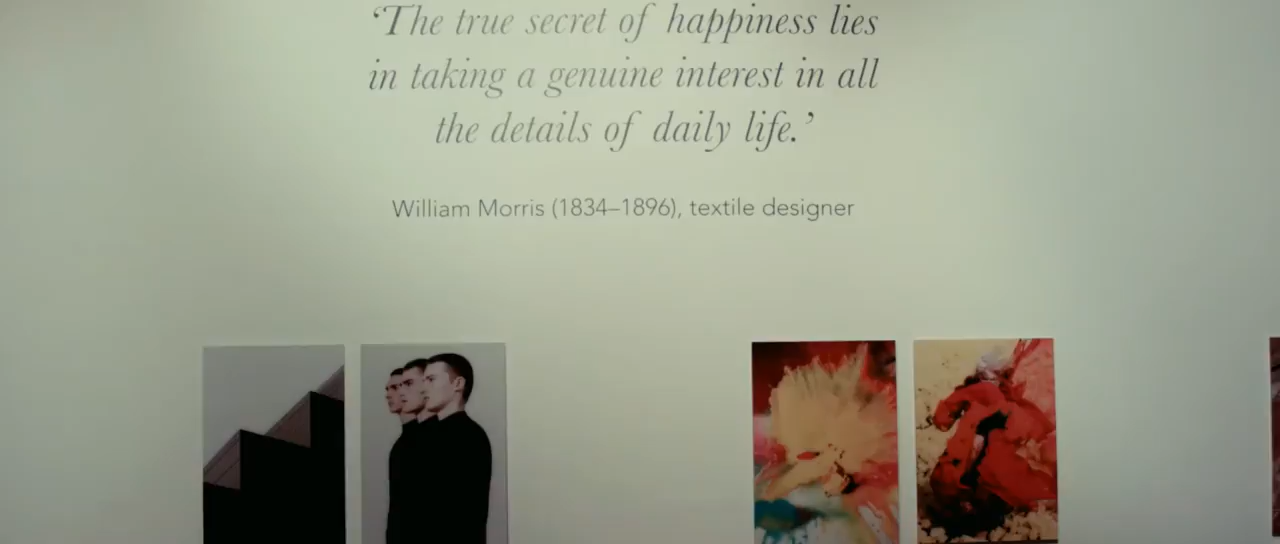 ‘The true secret of happiness lies
in taking a genuine interest in all
the details of daily life.’
William Morris (1834–1896), textile designer